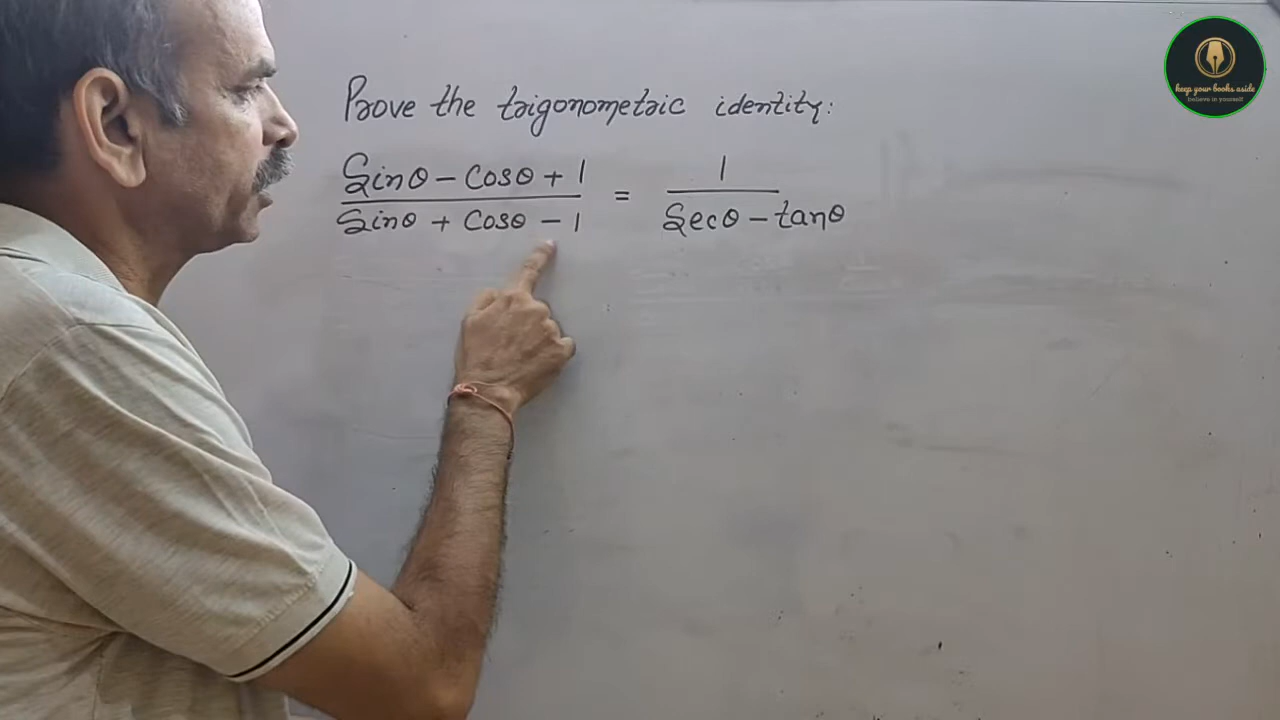 Prove the trigonometric identity:
Sinθ - Cosθ + 1
Sinθ + Cosθ - 1
=
1
Secθ - tanθ
keep your books aside
believe in yourself